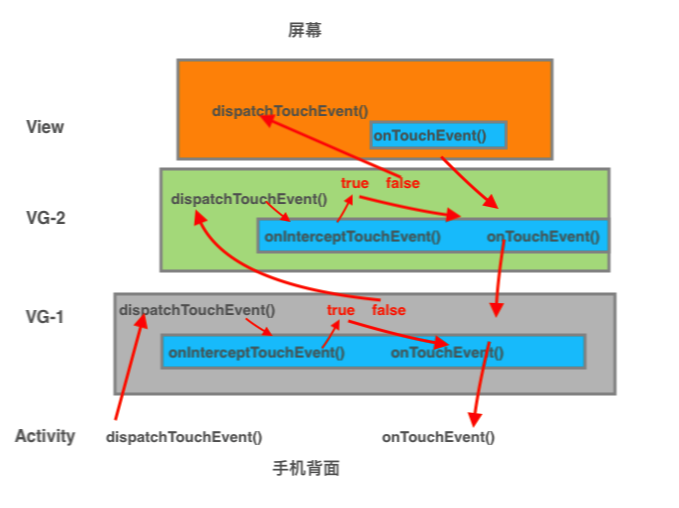 屏幕
dispatchTouchEvent()
View
onTouchEvent()
true false
dispatchTouchEvent()
VG-2
onInterceptTouchEvent() onTouchEvent()
dispatchTouchEvent() true false
VG-1
onInterceptTouchEvent() onTouchEvent()
Activity dispatchTouchEvent() onTouchEvent()
手机背面